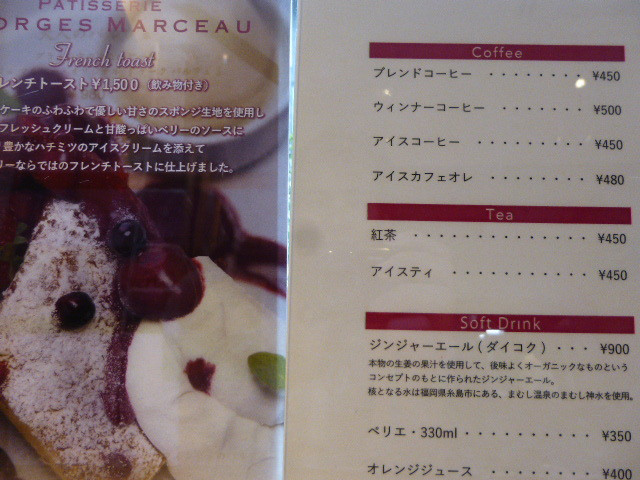 PATISSERIE
ORGES MARCEAU
French toast
レンチトースト¥1,500 (飲み物付き)
ケーキのふわふわで優しい甘さのスポンジ生地を使用し
フレッシュクリームと甘酸っぱいベリーのソースに
豊かなハチミツのアイスクリームを添えて
リーならではのフレンチトーストに仕上げました。
Coffee
ブレンドコーヒー ・・・・・・・・ ¥450
ウィンナーコーヒー ・・・・・・・ ¥500
アイスコーヒー ・・・・・・・・・ ¥450
アイスカフェオレ ・・・・・・・・ ¥480
Tea
紅茶 ・・・・・・・・・・・・・ ¥450
アイスティ ・・・・・・・・・・・ ¥450
Soft Drink
ジンジャーエール(ダイコク) ・・・ ¥900
本物の生姜の果汁を使用して、後味よくオーガニックなものという
コンセプトのもとに作られたジンジャーエール。
核となる水は福岡県糸島市にある、まむし温泉のまむし神水を使用。
ペリエ・330ml ・・・・・・・・・・ ¥350
オレンジジュース ・・・・・・・・ ¥400